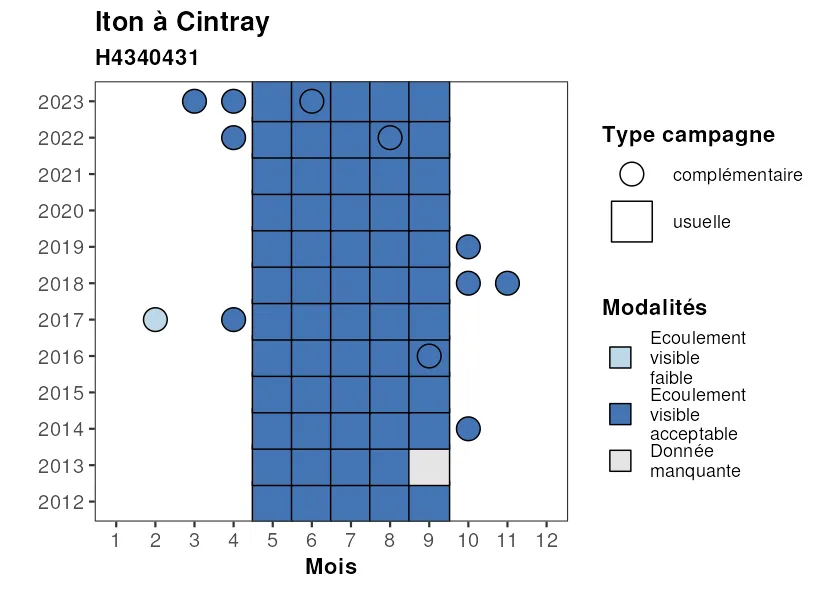 Iton à Cintray
H4340431
2023
2022
2021
2020
2019
2018
2017
2016
2015
2014
2013
2012
1 2 3 4 5 6 7 8 9 10 11 12
Mois
Type campagne
complémentaire
usuelle
Modalités
Ecoulement
visible
faible
Ecoulement
visible
acceptable
Donnée
manquante